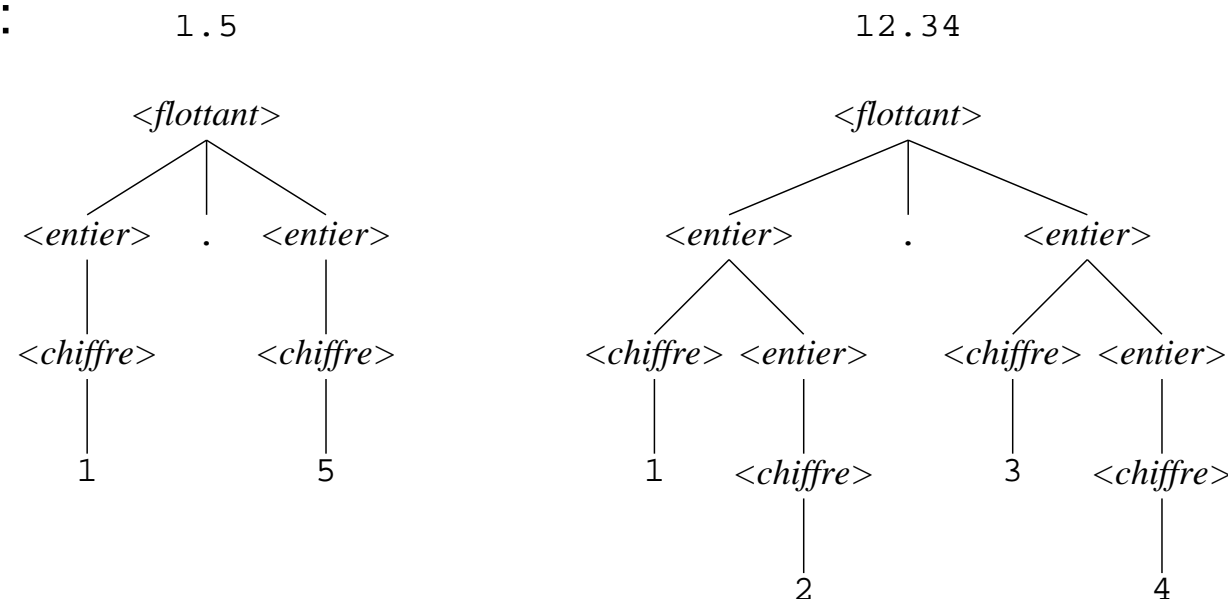 :
1.5 12.34
<flottant> <flottant>
<entier> . <entier> <entier> . <entier>
<chiffre> <chiffre> <chiffre> <entier> <chiffre> <entier>
1 5 1 <chiffre> 3 <chiffre>
2 4